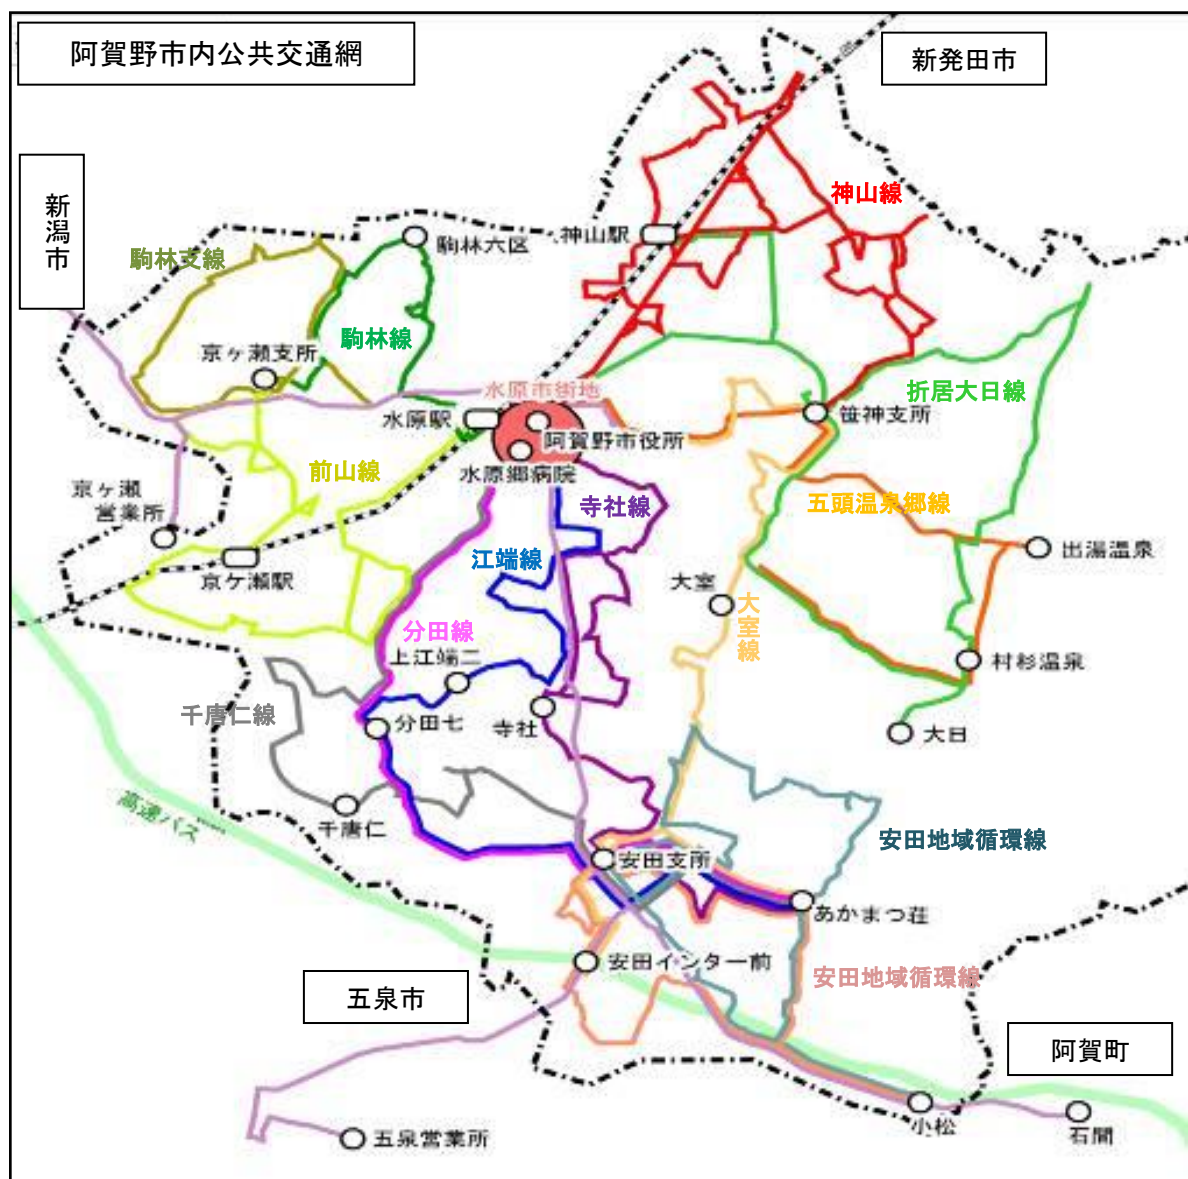 阿賀野市内公共交通網
新発田市
新潟市
神山線
駒林支線
駒林六区
神山駅
駒林線
京ヶ瀬支所
水原市街地
折居大日線
水原駅
笹神支所
阿賀野市役所
前山線
水原郷病院
京ヶ瀬
営業所
寺社線
五頭温泉郷線
江端線
出湯温泉
京ケ瀬駅
大室
大室線
分田線
上江端二
村杉温泉
千唐仁線
分田七
寺社
大日
高速バス
千唐仁
安田地域循環線
安田支所
あかまつ荘
安田インター前
安田地域循環線
五泉市
阿賀町
小松
石間
五泉営業所